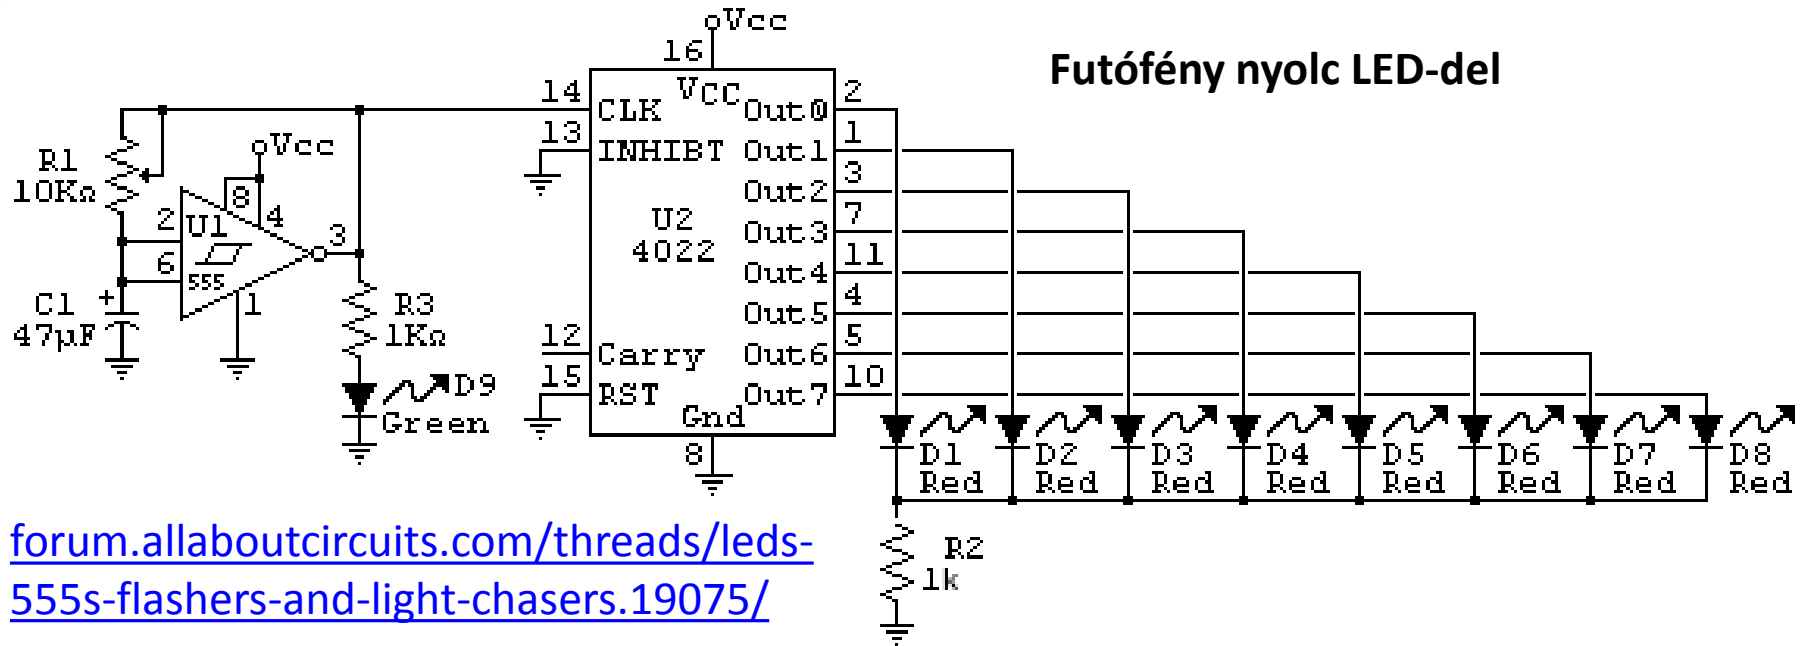 Futófény nyolc LED-del
Vcc
16
14
CLK
VCC
Out0
2
13
INHIBT
Out1
1
Out2
3
Out3
7
U2
4022
Out4
11
Out5
4
12
Carry
Out6
5
15
RST
Out7
10
Gnd
8
R1
10KΩ
Vcc
8
4
2
U1
3
6
555
1
C1
+
47µF
R3
1KΩ
D9
Green
D1
Red
D2
Red
D3
Red
D4
Red
D5
Red
D6
Red
D7
Red
D8
Red
R2
1k
forum.allaboutcircuits.com/threads/leds-
555s-flashers-and-light-chasers.19075/